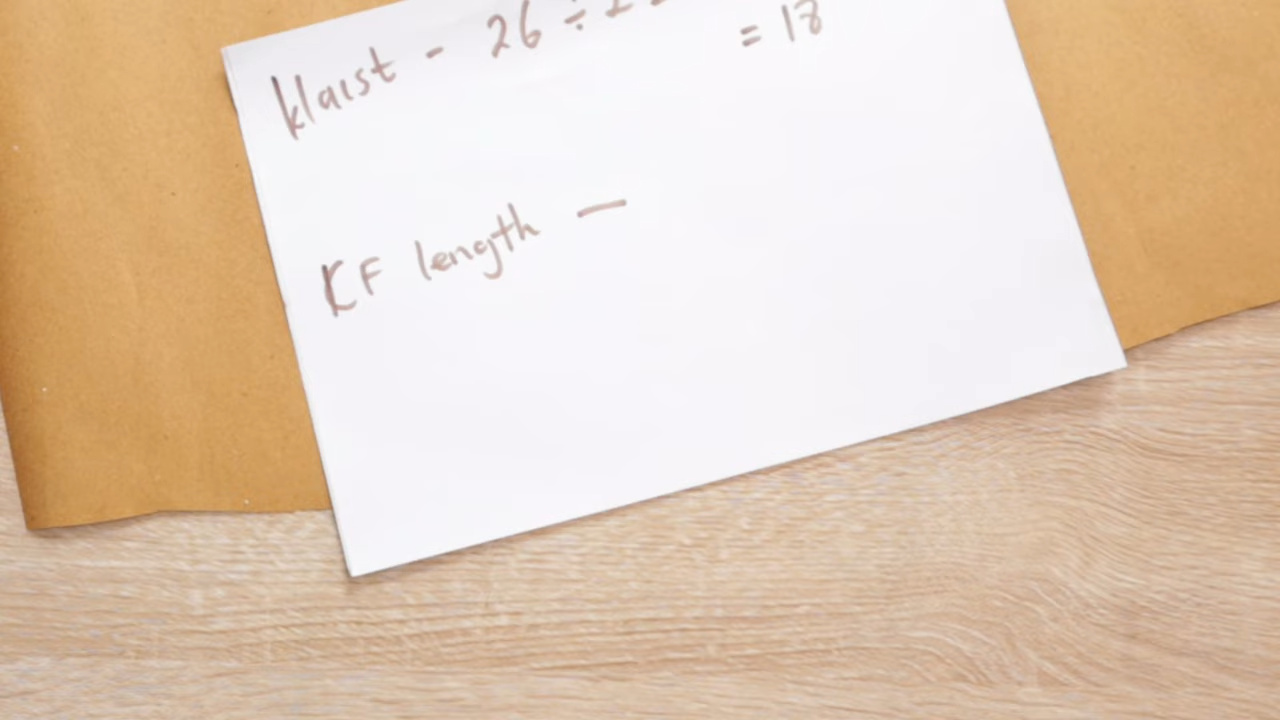 klaist - 26 ÷
= 18
KF length —